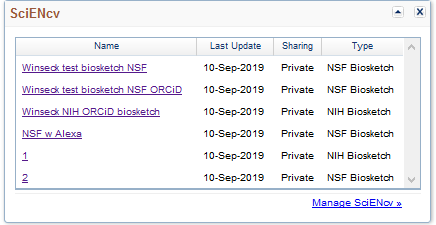 SciENcv
Name Last Update Sharing Type
Winseck test biosketch NSF 10-Sep-2019 Private NSF Biosketch
Winseck test biosketch NSF ORCiD 10-Sep-2019 Private NSF Biosketch
Winseck NIH ORCiD biosketch 10-Sep-2019 Private NIH Biosketch
NSF w Alexa 10-Sep-2019 Private NSF Biosketch
1 10-Sep-2019 Private NIH Biosketch
2 10-Sep-2019 Private NSF Biosketch
Manage SciENcv »